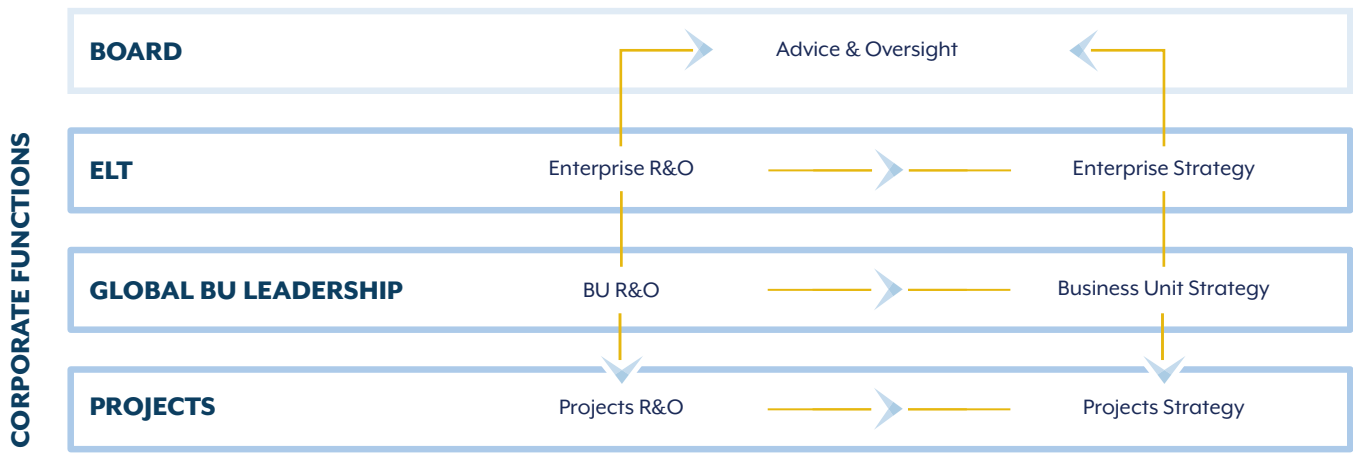 CORPORATE FUNCTIONS
BOARD
Advice & Oversight
ELT
Enterprise R&O
Enterprise Strategy
GLOBAL BU LEADERSHIP
BU R&O
Business Unit Strategy
PROJECTS
Projects R&O
Projects Strategy